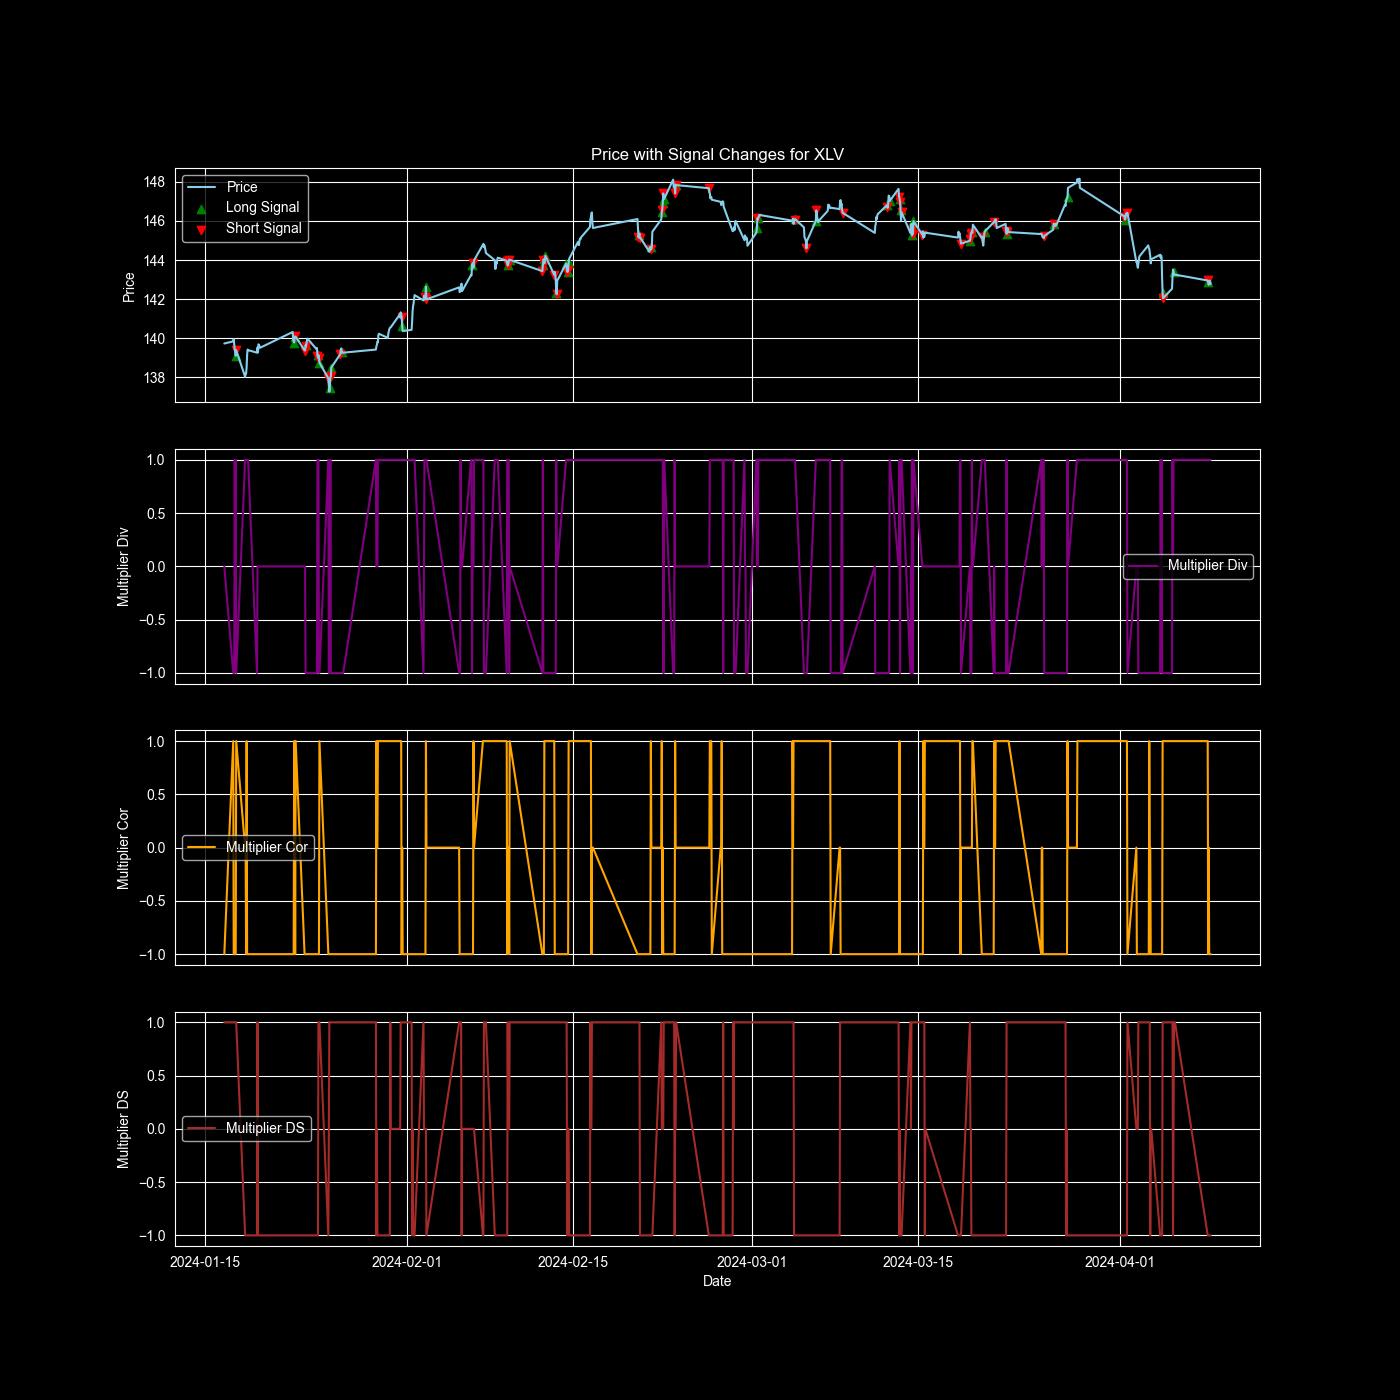 Price with Signal Changes for XLV
Price
Long Signal
Short Signal
148
146
144
142
140
138
Price
1.0
0.5
0.0
−0.5
−1.0
Multiplier Div
Multiplier Div
1.0
0.5
0.0
−0.5
−1.0
Multiplier Cor
Multiplier Cor
1.0
0.5
0.0
−0.5
−1.0
Multiplier DS
Multiplier DS
2024-01-15 2024-02-01 2024-02-15 2024-03-01 2024-03-15 2024-04-01
Date